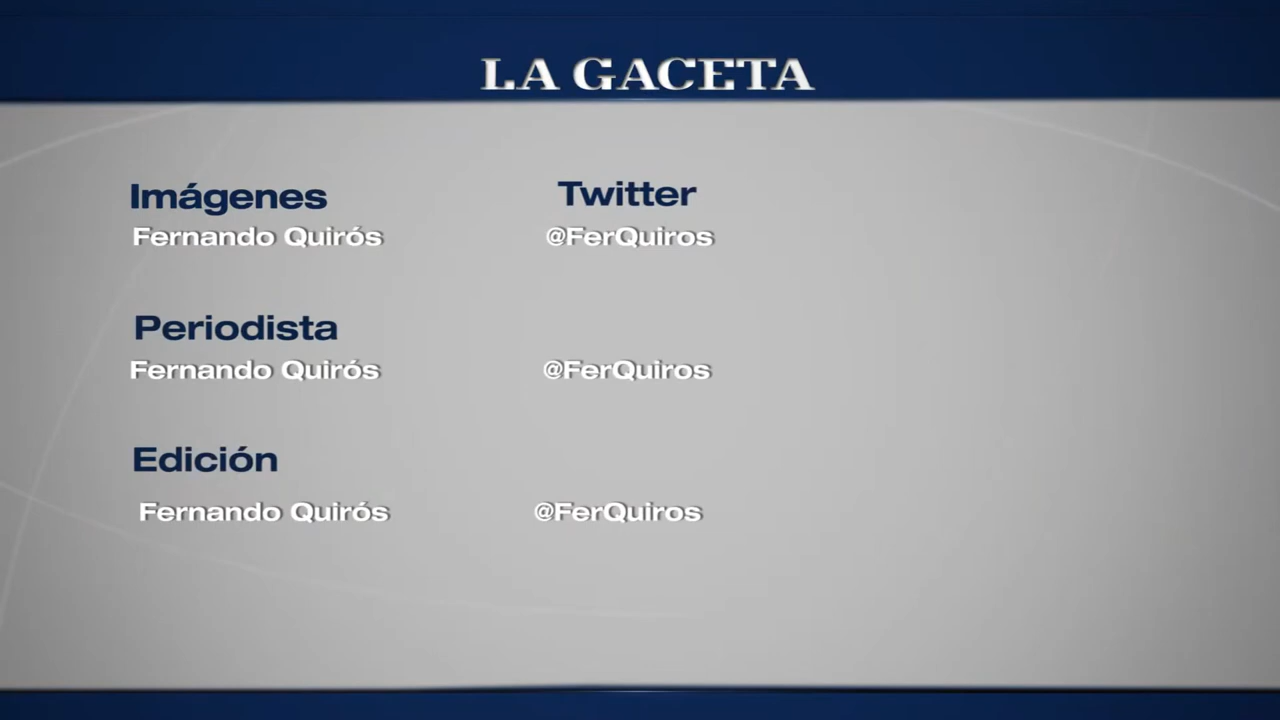 LA GACETA
Imágenes Twitter
Fernando Quirós @FerQuiros
Periodista
Fernando Quirós @FerQuiros
Edición
Fernando Quirós @FerQuiros